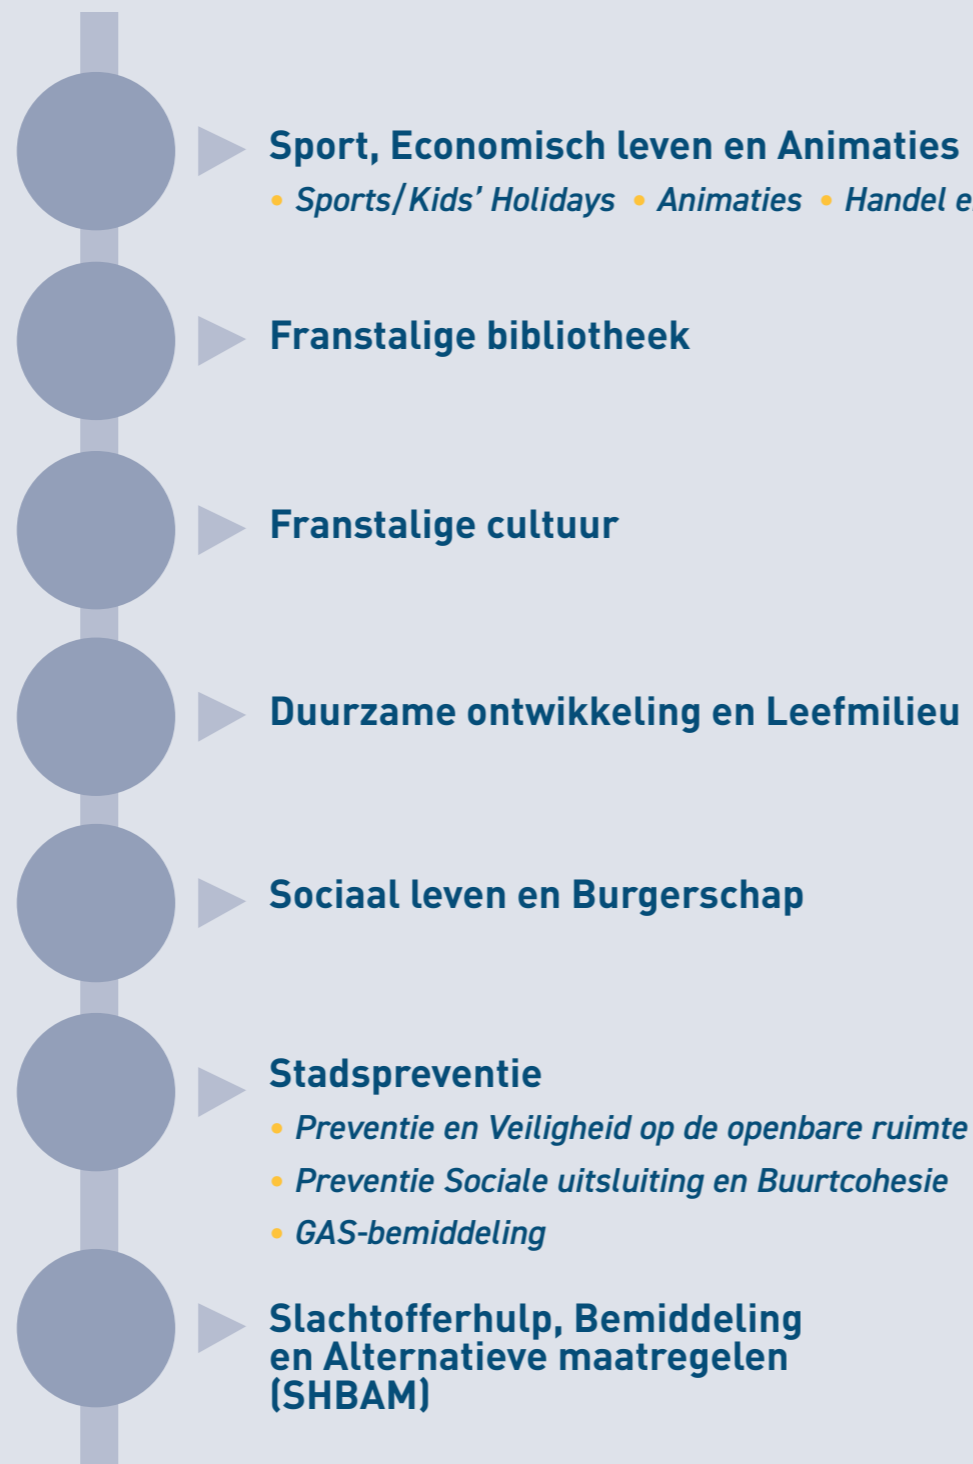 Sport, Economisch leven en Animaties
• Sports/Kids' Holidays • Animaties • Handel e
Franstalige bibliotheek
Franstalige cultuur
Duurzame ontwikkeling en Leefmilieu
Sociaal leven en Burgerschap
Stadspreventie
• Preventie en Veiligheid op de openbare ruimte
• Preventie Sociale uitsluiting en Buurtcohesie
• GAS-bemiddeling
Slachtofferhulp, Bemiddeling
en Alternatieve maatregelen
(SHBAM)